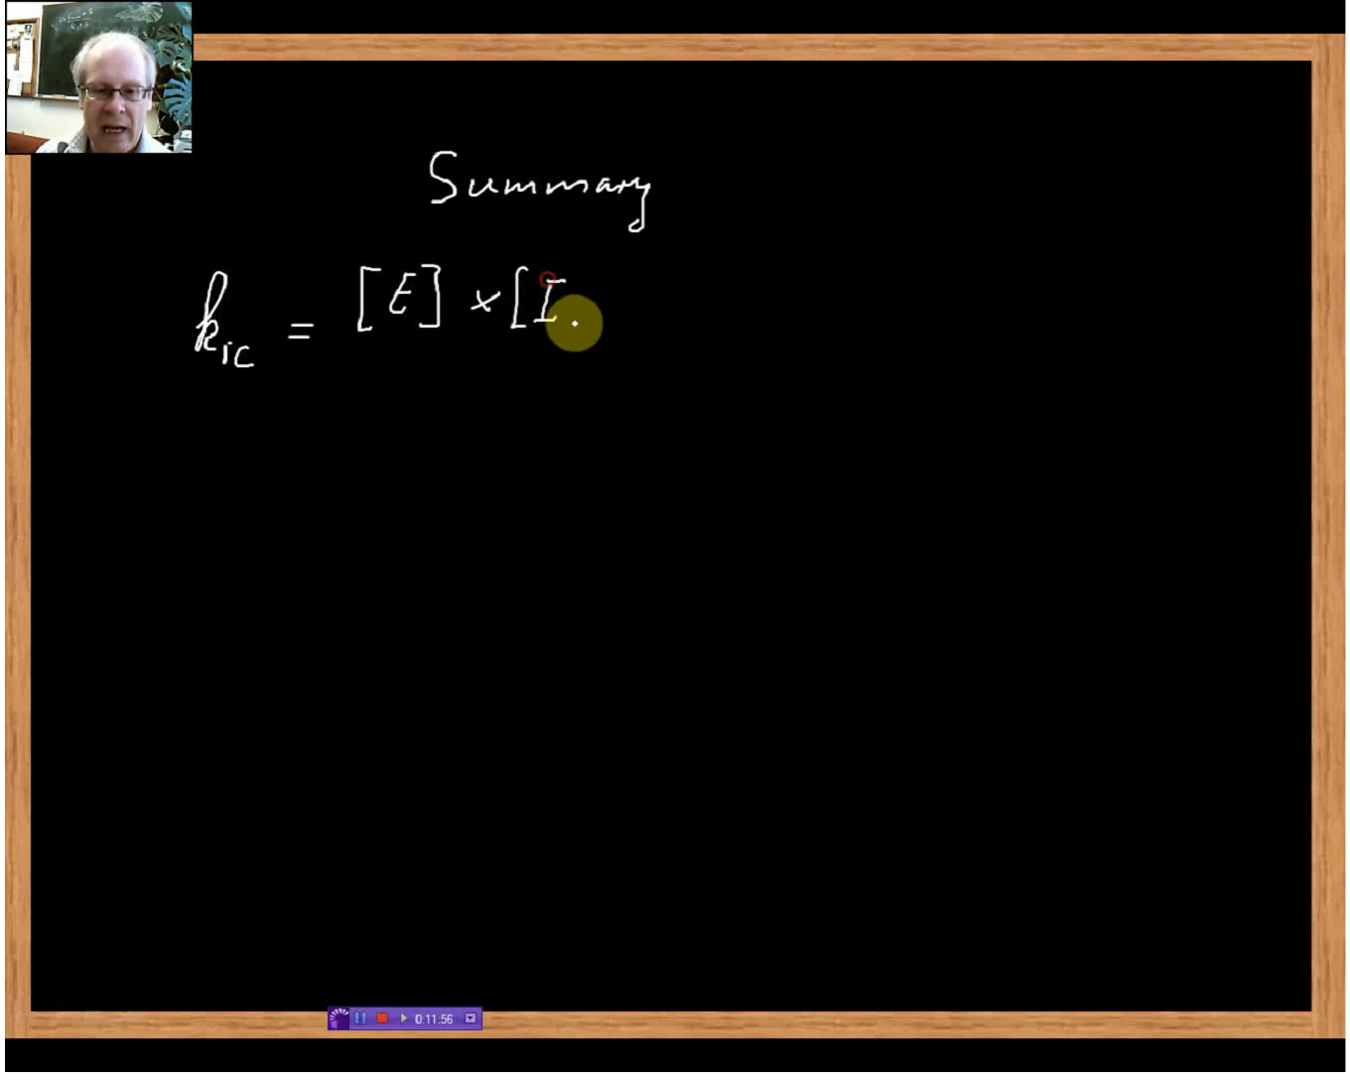 Summary
k_ic = [E] × [I
0:11:56